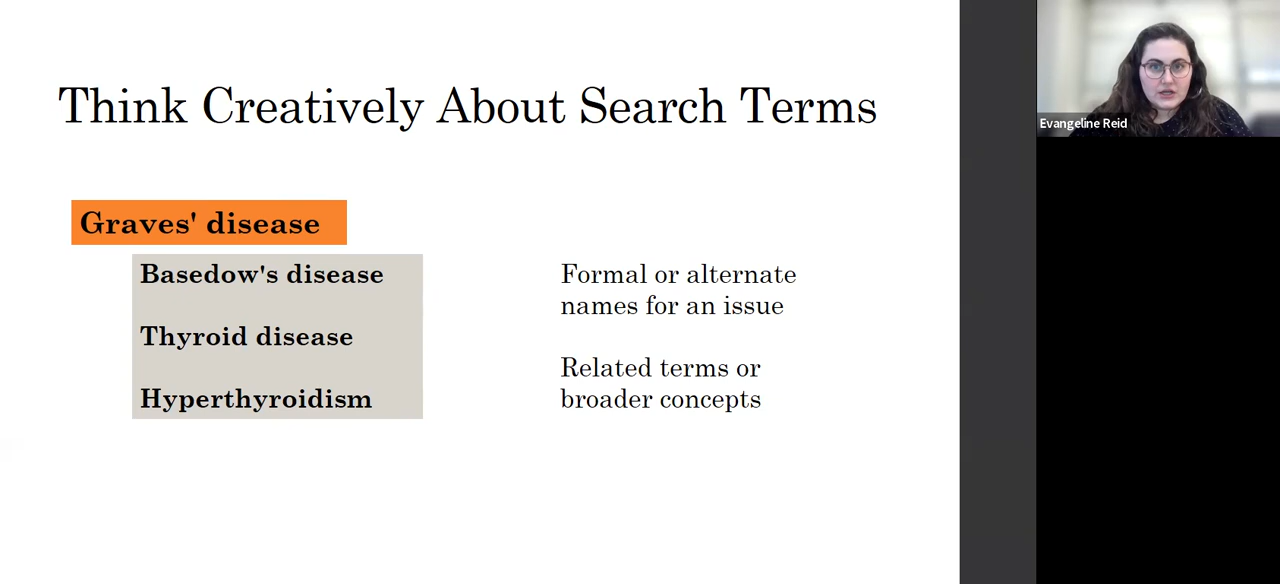 Think Creatively About Search Terms
Evangeline Reid
Graves' disease
Basedow's disease
Thyroid disease
Hyperthyroidism
Formal or alternate
names for an issue
Related terms or
broader concepts